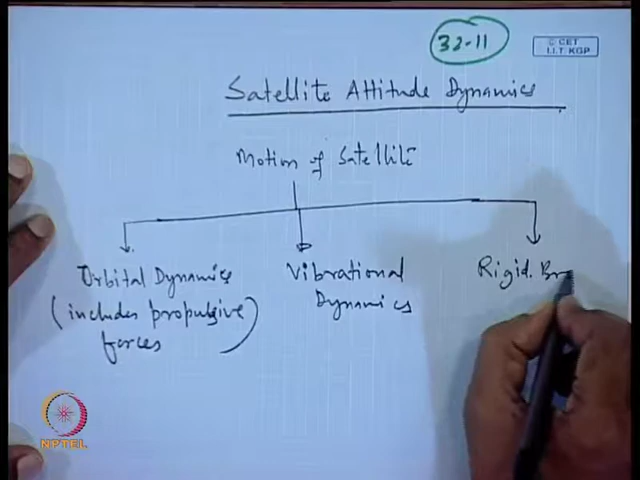 32-11
© CET
I.I.T. KGP
Satellite Attitude Dynamics
Motion of Satellite
Orbital Dynamics
(includes propulsive
forces
)
Vibrational
Dynamics
Rigid.
NPTEL